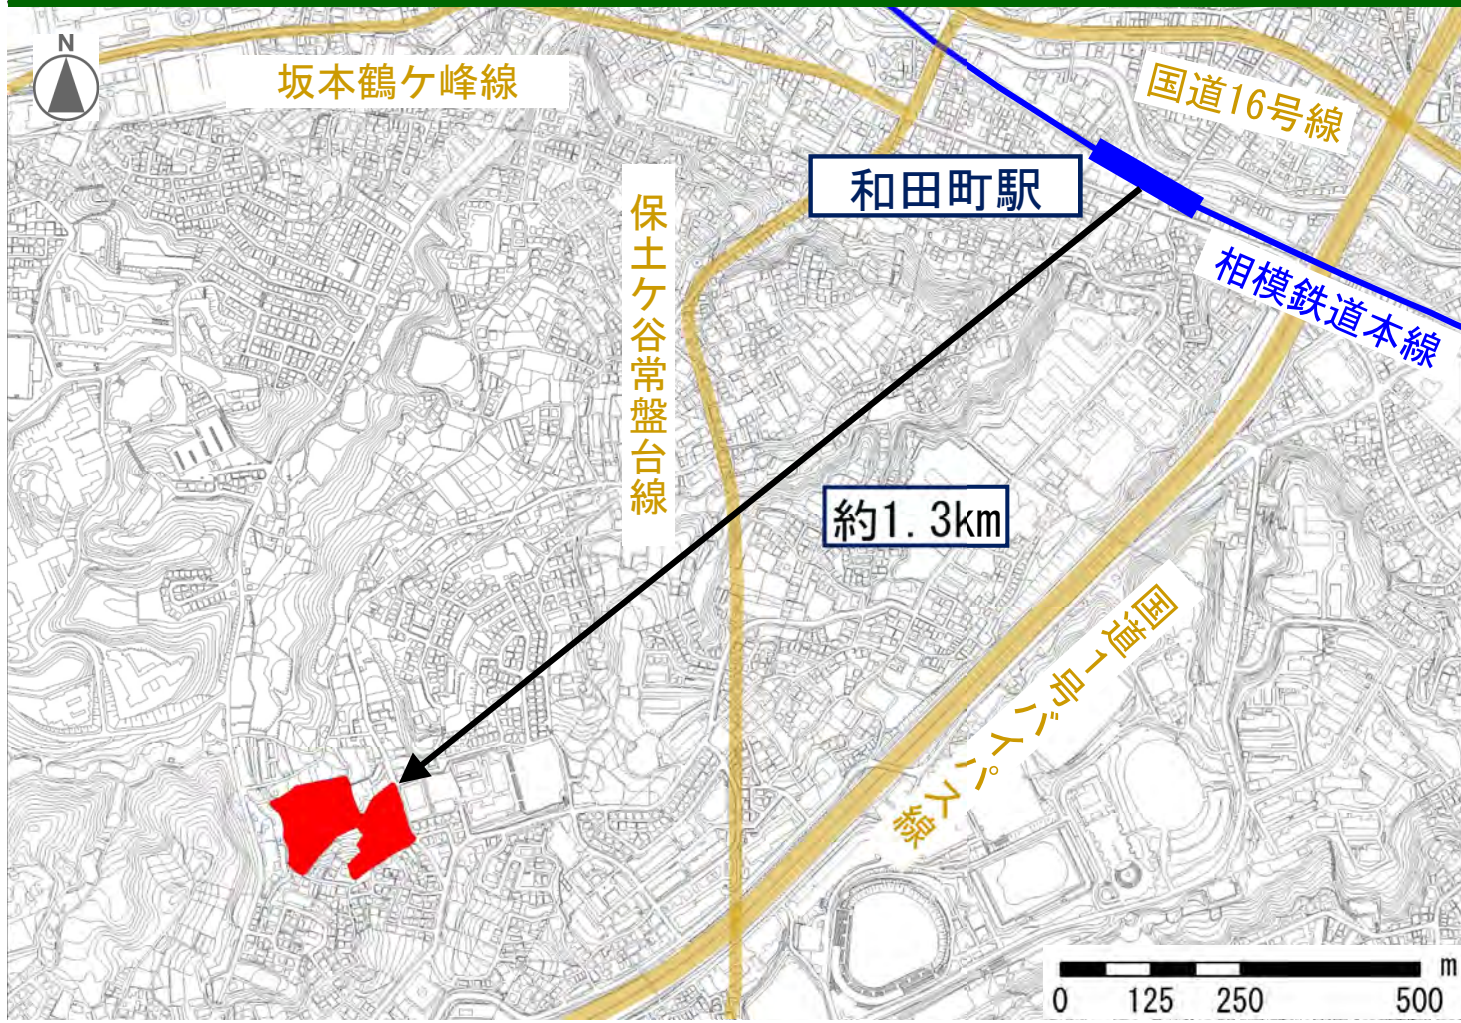 N
坂本鶴ケ峰線
国道16号線
和田町駅
保土ケ谷常盤台線
相模鉄道本線
約1.3km
国道1号バイパス線
m
0 125 250 500